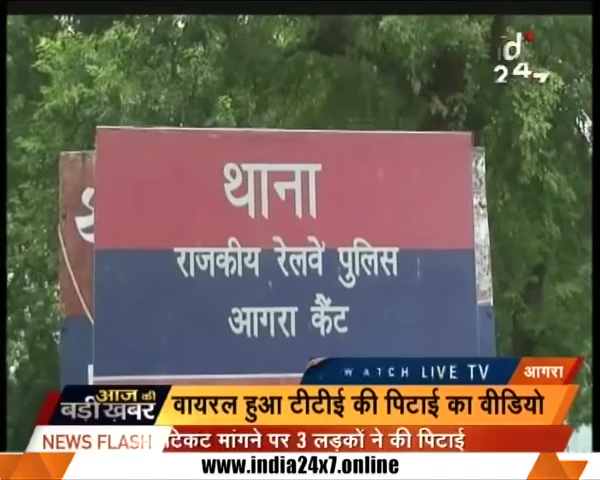 d
24x7
थाना
राजकीय रेलवे पुलिस
आगरा कैंट
WATCH LIVE TV
आगरा
आज की
बड़ी ख़बर
वायरल हुआ टीटीई की पिटाई का वीडियो
NEWS FLASH
टिकट मांगने पर 3 लड़कों ने की पिटाई
www.india24x7.online